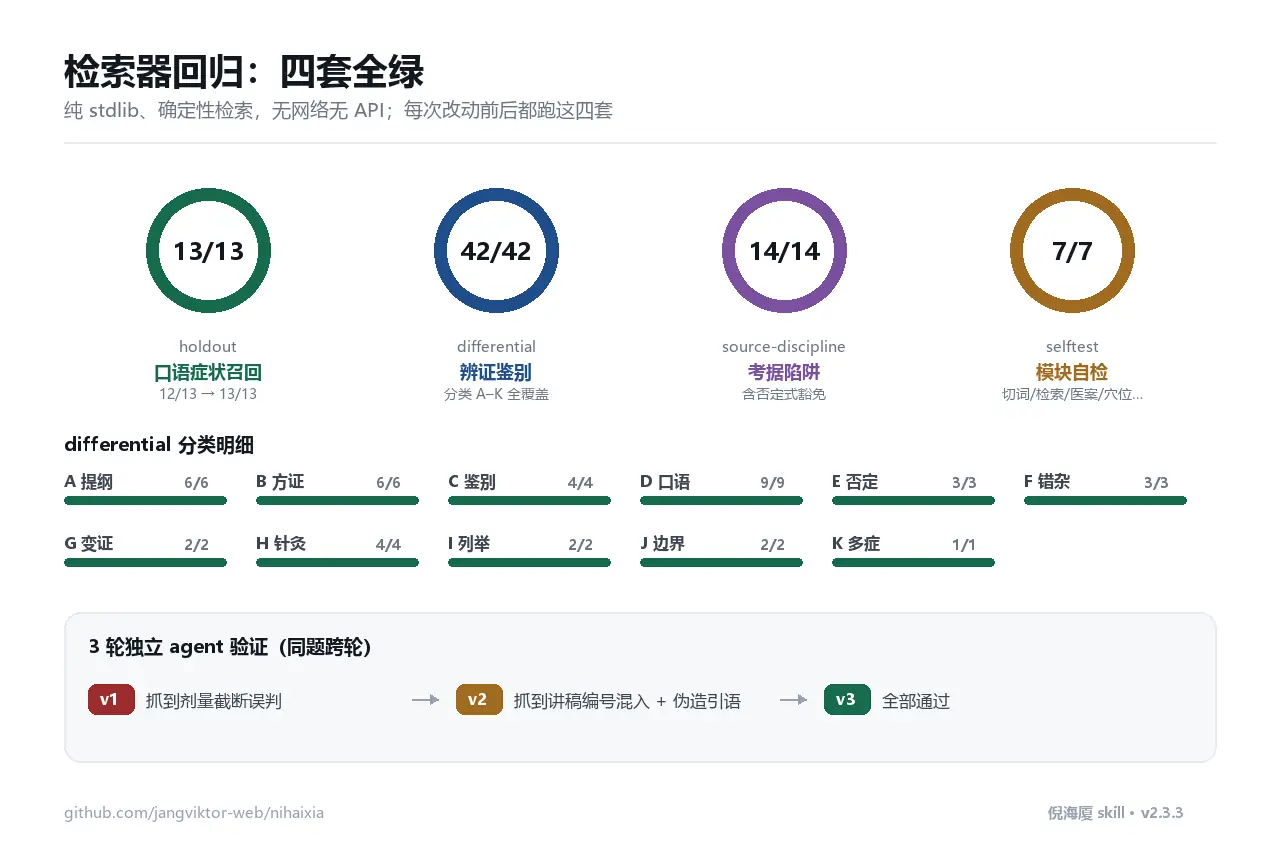 检索器回归：四套全绿
纯 stdlib、确定性检索，无网络无 API；每次改动前后都跑这四套
13/13
42/42
14/14
7/7
holdout
differential
source-discipline
selftest
口语症状召回
辨证鉴别
考据陷阱
模块自检
12/13 → 13/13
分类 A–K 全覆盖
含否定式豁免
切词/检索/医案/穴位...
differential 分类明细
A 提纲 6/6
B 方证 6/6
C 鉴别 4/4
D 口语 9/9
E 否定 3/3
F 错杂 3/3
G 变证 2/2
H 针灸 4/4
I 列举 2/2
J 边界 2/2
K 多症 1/1
3 轮独立 agent 验证（同题跨轮）
v1 抓到剂量截断误判 → v2 抓到讲稿编号混入 + 伪造引语 → v3 全部通过
github.com/jangviktor-web/nihaixia
倪海厦 skill • v2.3.3